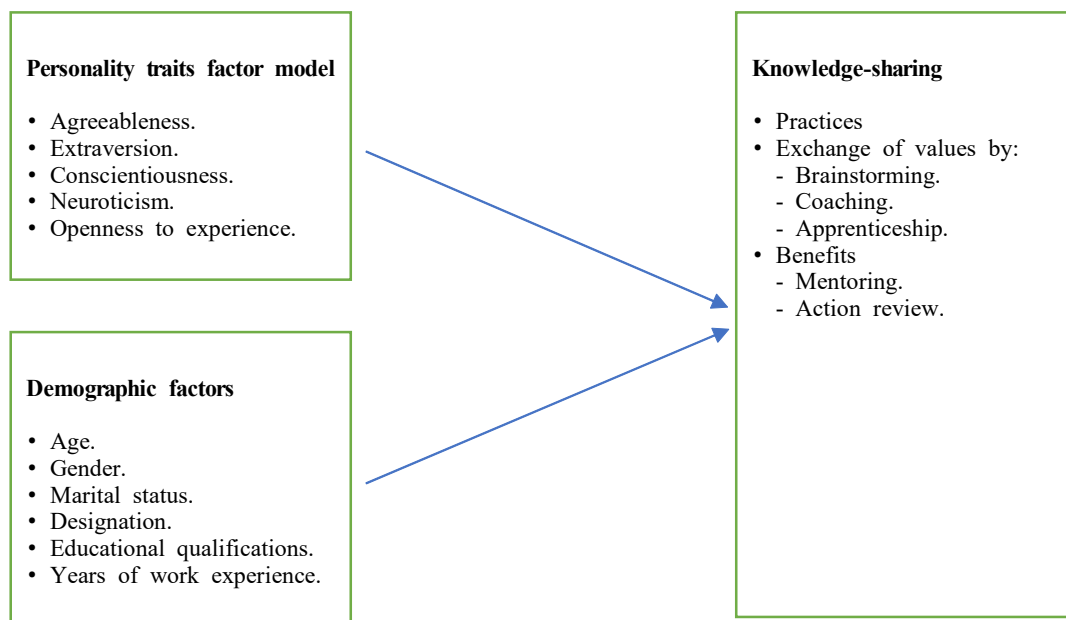 Personality traits factor model
• Agreeableness.
• Extraversion.
• Conscientiousness.
• Neuroticism.
• Openness to experience.
Demographic factors
• Age.
• Gender.
• Marital status.
• Designation.
• Educational qualifications.
• Years of work experience.
Knowledge-sharing
• Practices
• Exchange of values by:
- Brainstorming.
- Coaching.
- Apprenticeship.
• Benefits
- Mentoring.
- Action review.